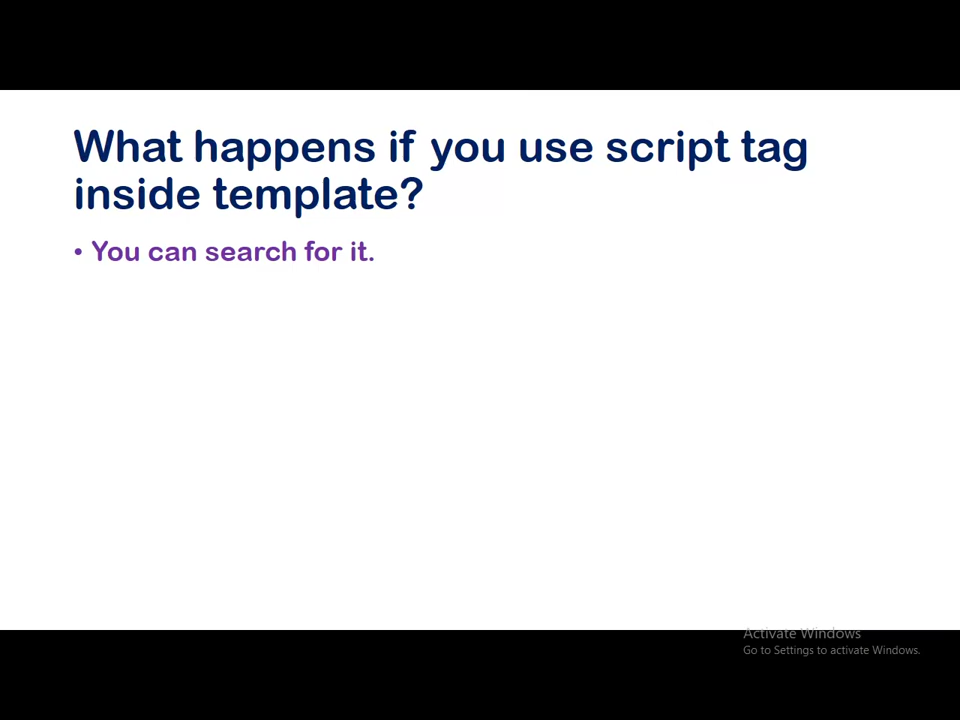 What happens if you use script tag
inside template?
• You can search for it.
Activate Windows
Go to Settings to activate Windows.